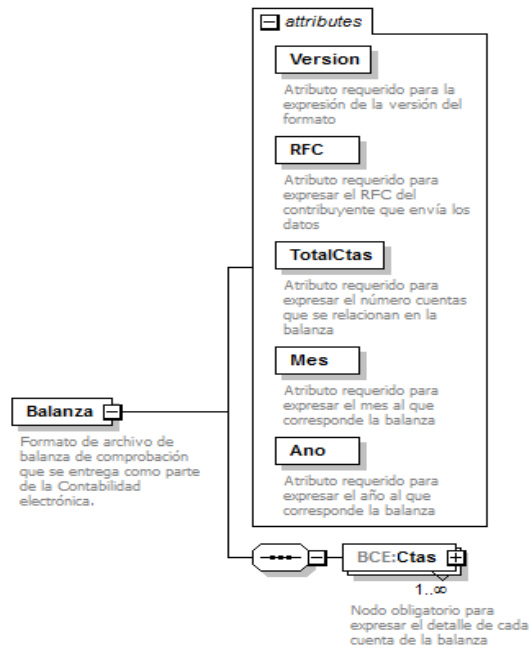 attributes
Version
Atributo requerido para la
expresión de la versión del
formato
RFC
Atributo requerido para
expresar el RFC del
contribuyente que envía los
datos
TotalCtas
Atributo requerido para
expresar el número cuentas
que se relacionan en la
balanza
Mes
Atributo requerido para
expresar el mes al que
corresponde la balanza
Ano
Atributo requerido para
expresar el año al que
corresponde la balanza
Balanza
Formato de archivo de
balanza de comprobación
que se entrega como parte
de la Contabilidad
electrónica.
BCE:Ctas
1..∞
Nodo obligatorio para
expresar el detalle de cada
cuenta de la balanza